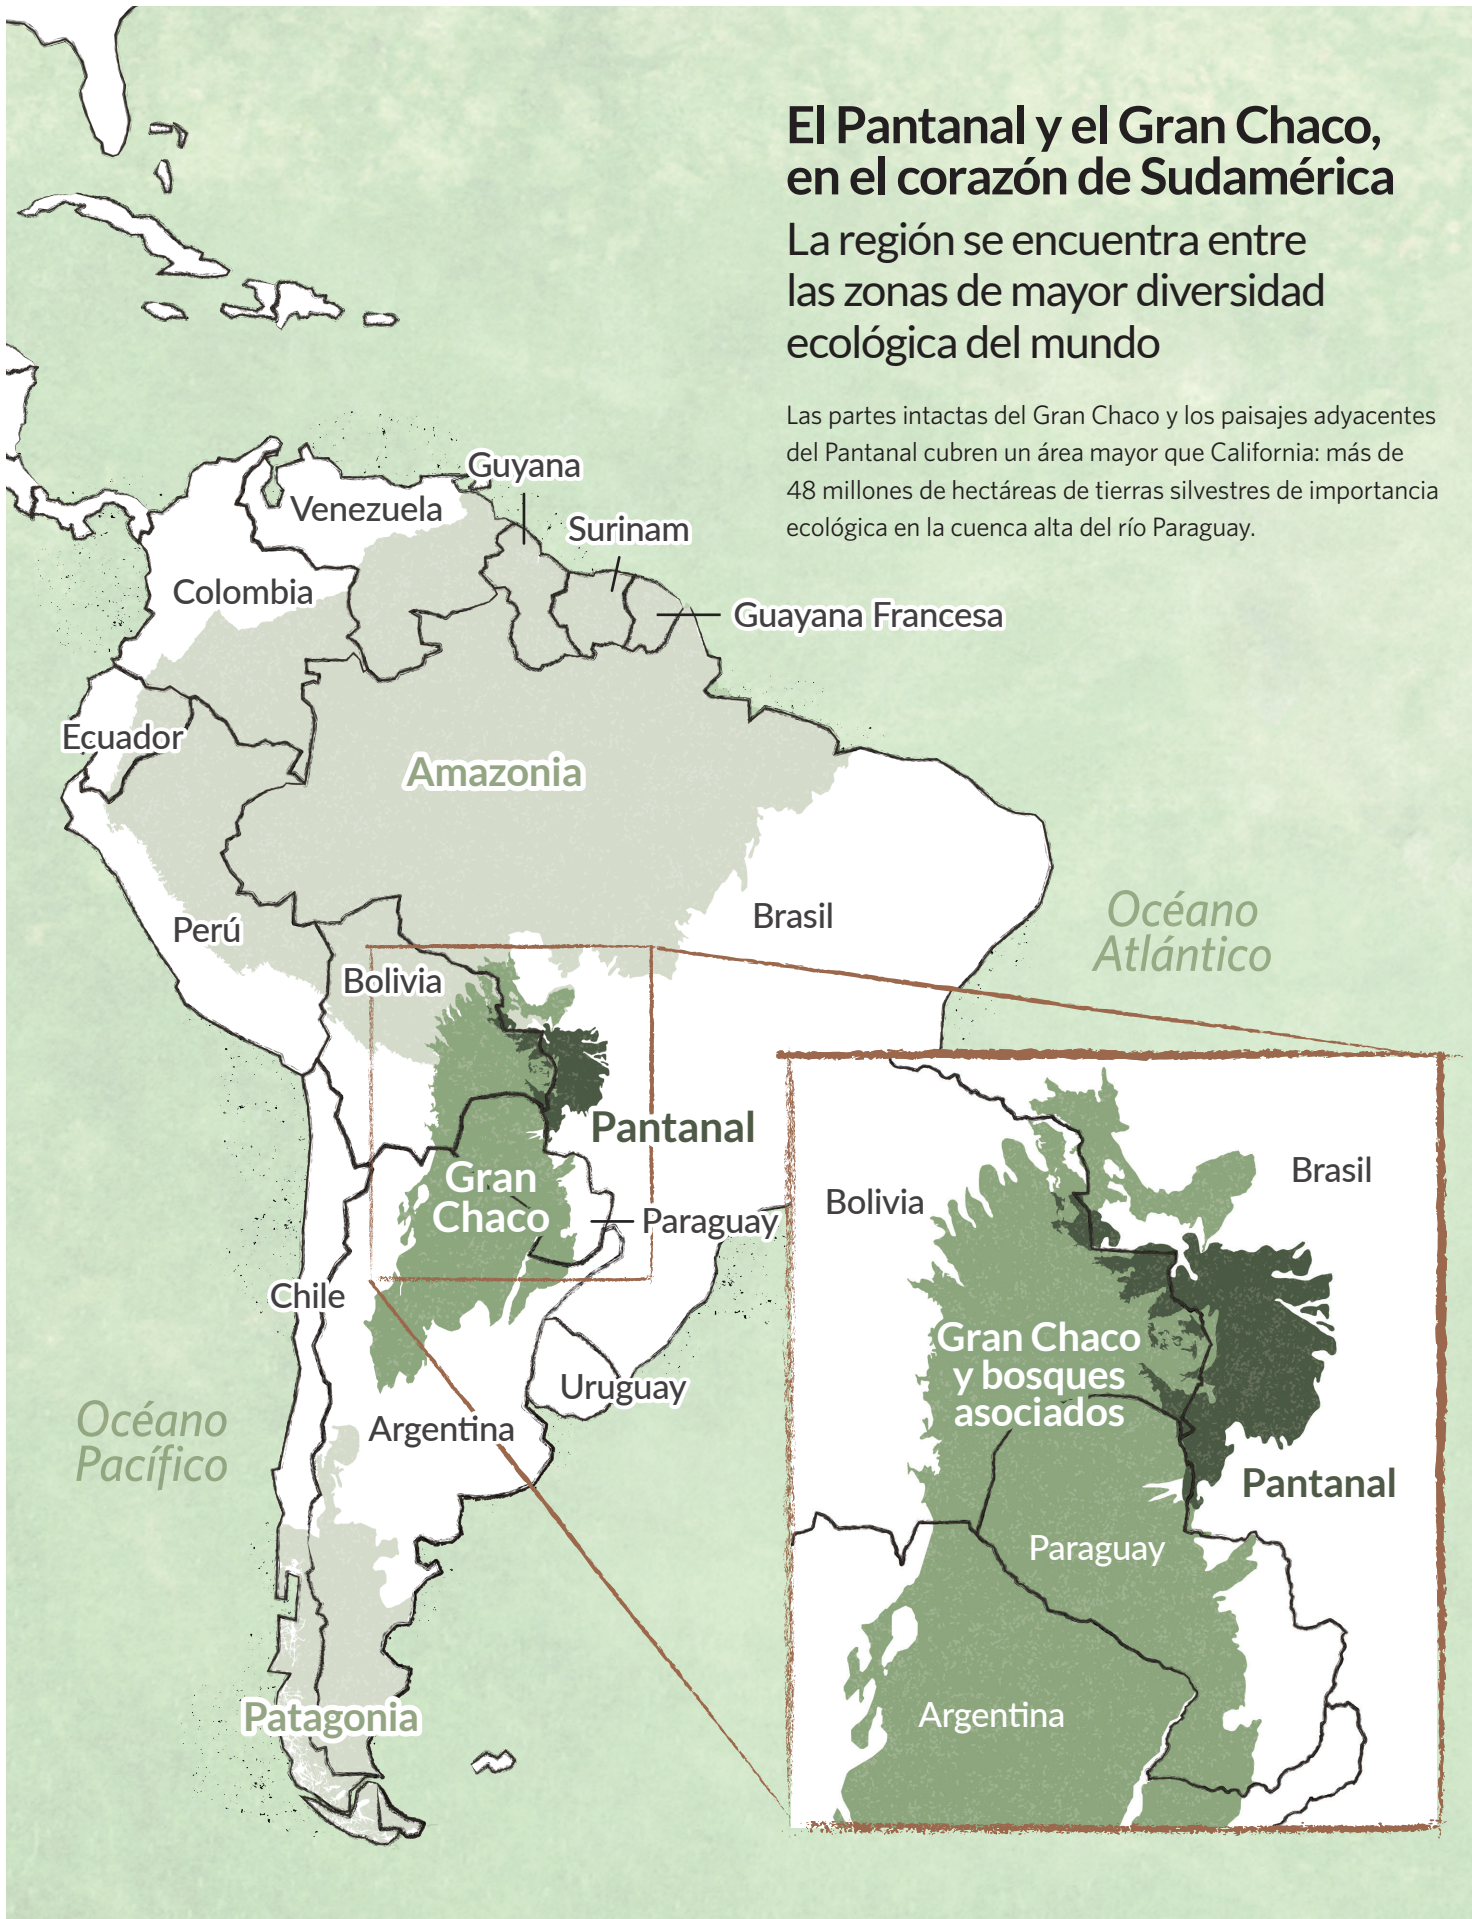 El Pantanal y el Gran Chaco,
en el corazón de Sudamérica
La región se encuentra entre
las zonas de mayor diversidad
ecológica del mundo
Las partes intactas del Gran Chaco y los paisajes adyacentes
del Pantanal cubren un área mayor que California: más de
48 millones de hectáreas de tierras silvestres de importancia
ecológica en la cuenca alta del río Paraguay.
Guyana
Venezuela
Surinam
Colombia
Guayana Francesa
Ecuador
Amazonia
Perú
Brasil
Océano
Atlántico
Bolivia
Pantanal
Gran
Chaco
Paraguay
Chile
Uruguay
Argentina
Océano
Pacífico
Patagonia
Bolivia
Brasil
Gran Chaco
y bosques
asociados
Pantanal
Paraguay
Argentina